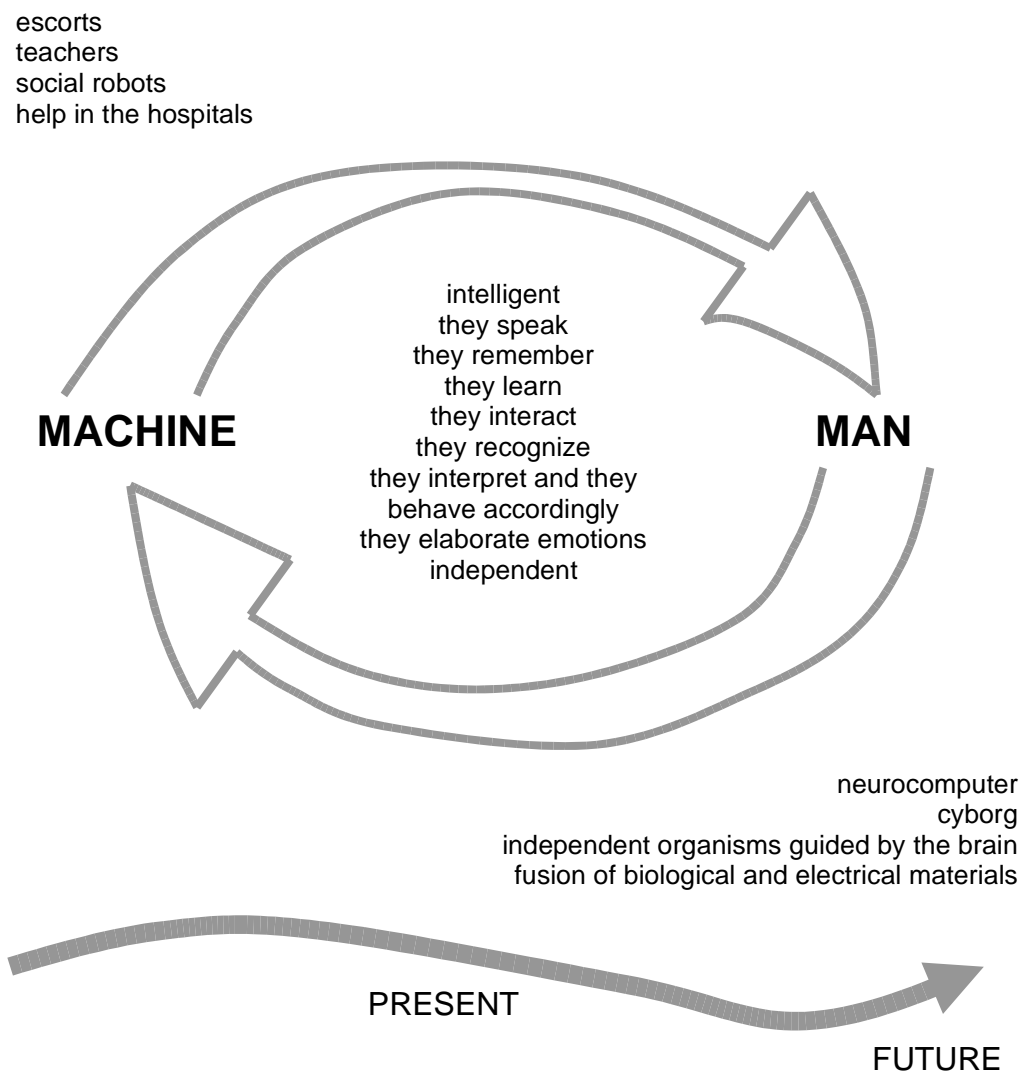 escorts
teachers
social robots
help in the hospitals
intelligent
they speak
they remember
they learn
they interact
they recognize
they interpret and they
behave accordingly
they elaborate emotions
independent
MACHINE
MAN
neurocomputer
cyborg
independent organisms guided by the brain
fusion of biological and electrical materials
PRESENT
FUTURE